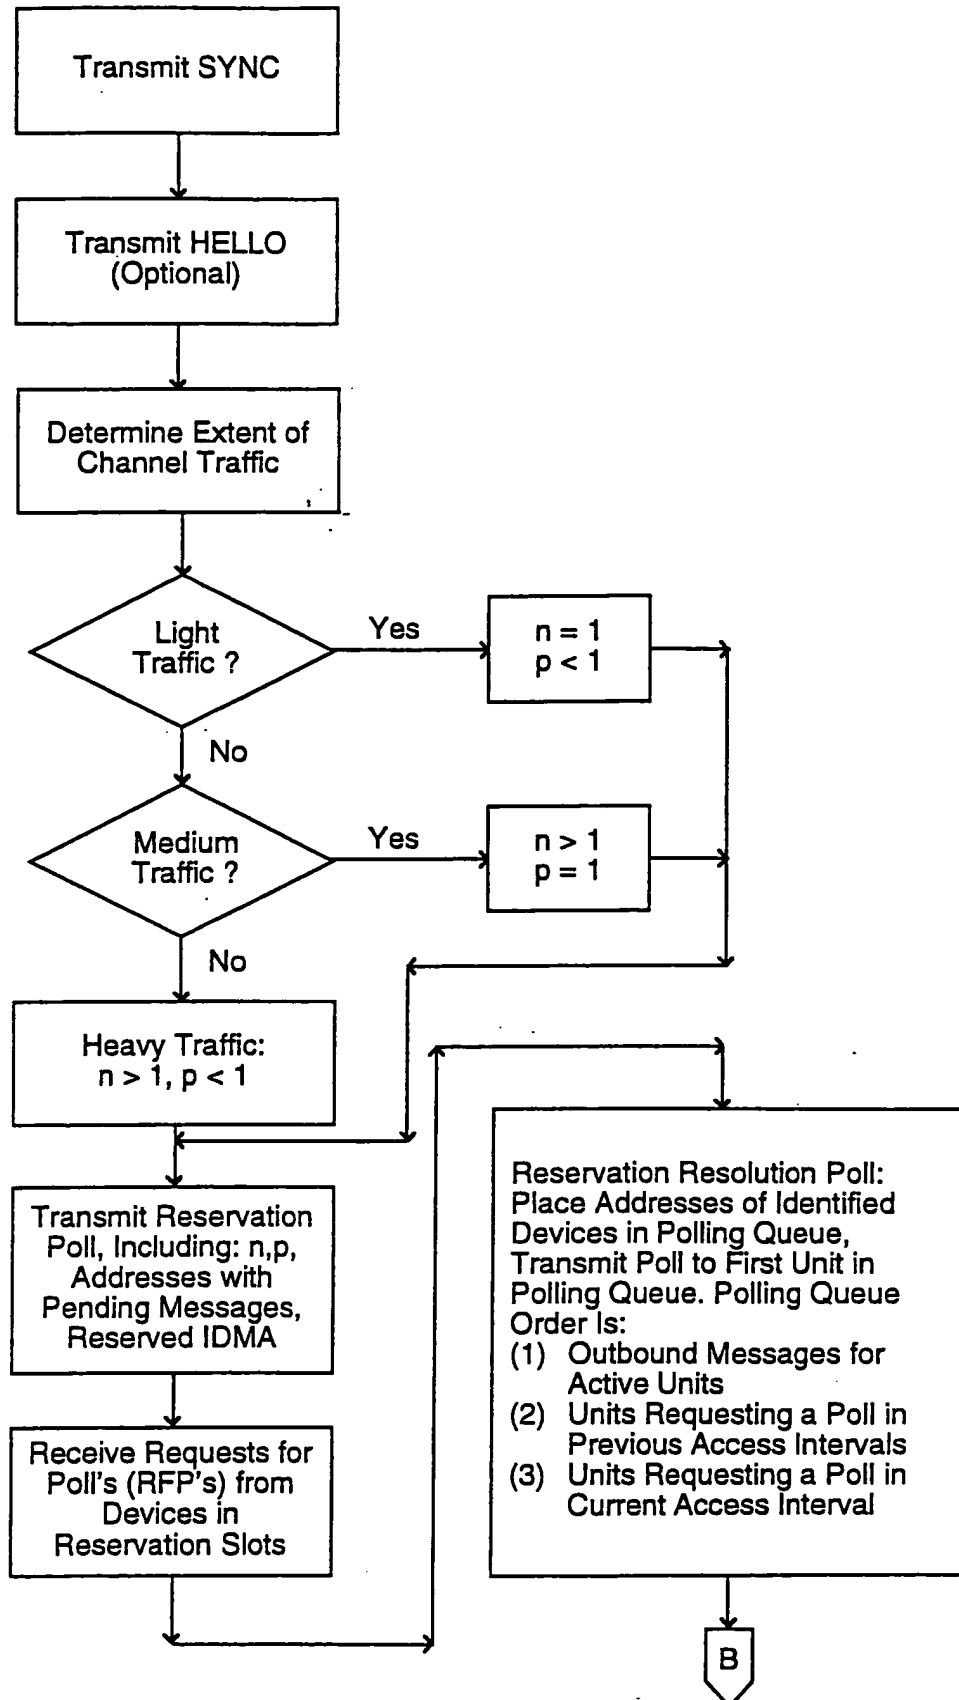 Transmit SYNC
Transmit HELLO
(Optional)
Determine Extent of
Channel Traffic
Light
Traffic ?
Yes
n = 1
p < 1
No
Medium
Traffic ?
Yes
n > 1
p = 1
No
Heavy Traffic:
n > 1, p < 1
Transmit Reservation
Poll, Including: n,p,
Addresses with
Pending Messages,
Reserved IDMA
Receive Requests for
Poll's (RFP's) from
Devices in
Reservation Slots
Reservation Resolution Poll:
Place Addresses of Identified
Devices in Polling Queue,
Transmit Poll to First Unit in
Polling Queue. Polling Queue
Order Is:
(1) Outbound Messages for
Active Units
(2) Units Requesting a Poll in
Previous Access Intervals
(3) Units Requesting a Poll in
Current Access Interval
B